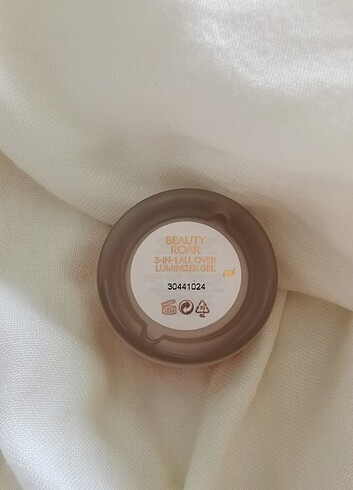 BEAUTY
ROAR
3-IN-1 ALL OVER
LUMINIZER GEL
30441024